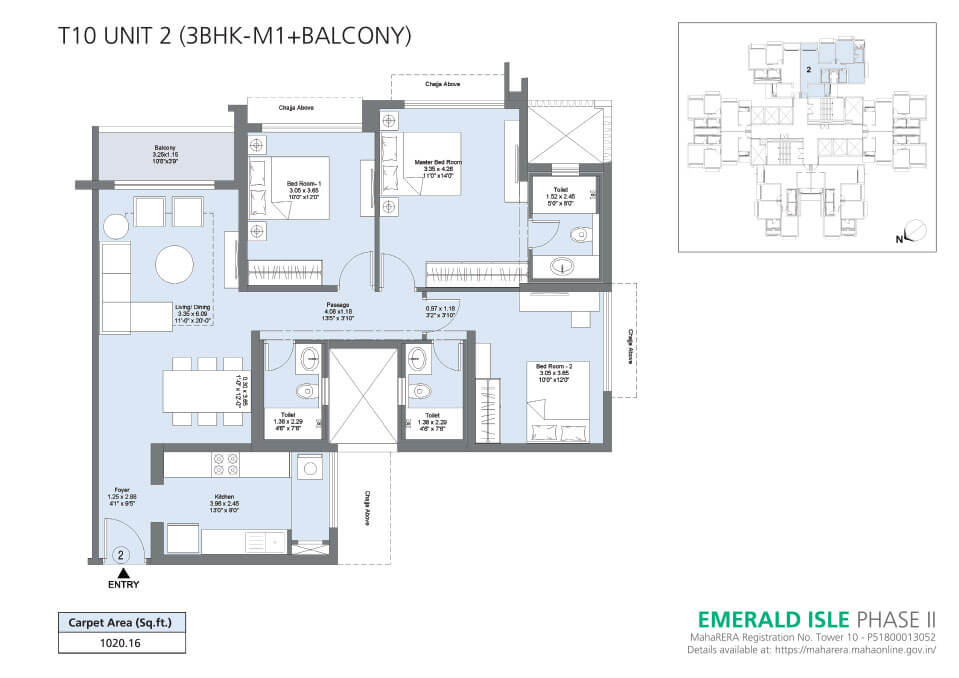 T10 UNIT 2 (3BHK-M1+BALCONY)
Chajja Above
Chajja Above
2
N
Balcony
3.25x1.15
10'8"x3'9"
Bed Room- 1
3.05 x 3.65
10'0" x12'0"
Master Bed Room
3.35 x 4.26
11'0" x14'0"
Toilet
1.52 x 2.45
5'0" x 8'0"
Living/ Dining
3.35 x 6.09
11'-0" x 20'-0"
Passage
4.08 x1.18
13'5" x 3'10"
0.97 x 1.18
3'2" x 3'10"
Chajja Above
Bed Room - 2
3.05 x 3.65
10'0" x12'0"
0.30 x 3.65
1'-0" x 12'-0"
Toilet
1.38 x 2.29
4'6" x 7'6"
Toilet
1.38 x 2.29
4'6" x 7'6"
Foyer
1.25 x 2.88
4'1" x 9'5"
Kitchen
3.96 x 2.45
13'0" x 8'0"
Chajja Above
2
ENTRY
Carpet Area (Sq.ft.)
1020.16
EMERALD ISLE PHASE II
MahaRERA Registration No. Tower 10 - P51800013052
Details available at: https://maharera.mahaonline.gov.in/